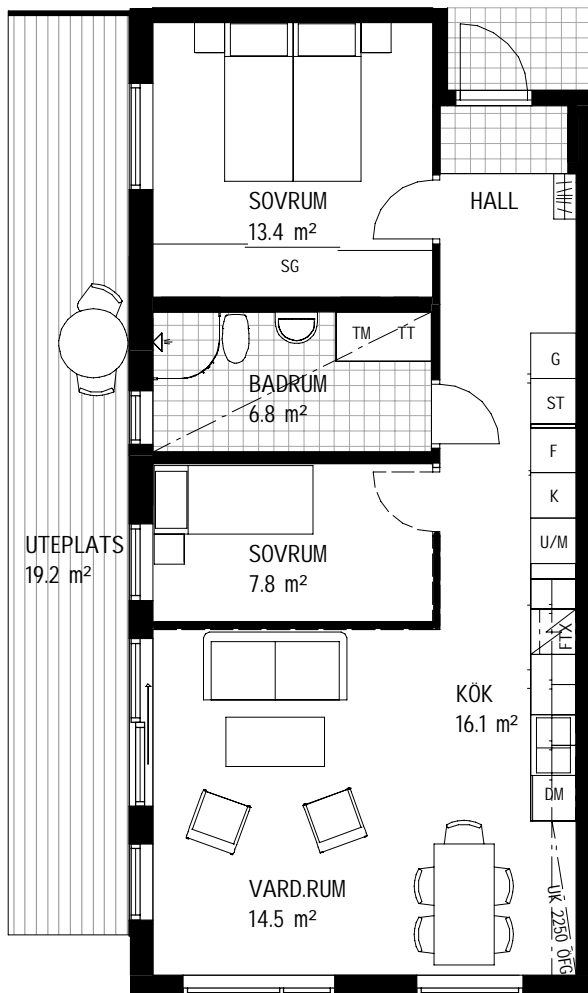 SOVRUM
13.4 m²
HALL
SG
TM
TT
BADRUM
6.8 m²
G
ST
F
K
U/M
UTEPLATS
19.2 m²
SOVRUM
7.8 m²
FTX
KÖK
16.1 m²
DM
VARD.RUM
14.5 m²
UK 2250 ÖFG